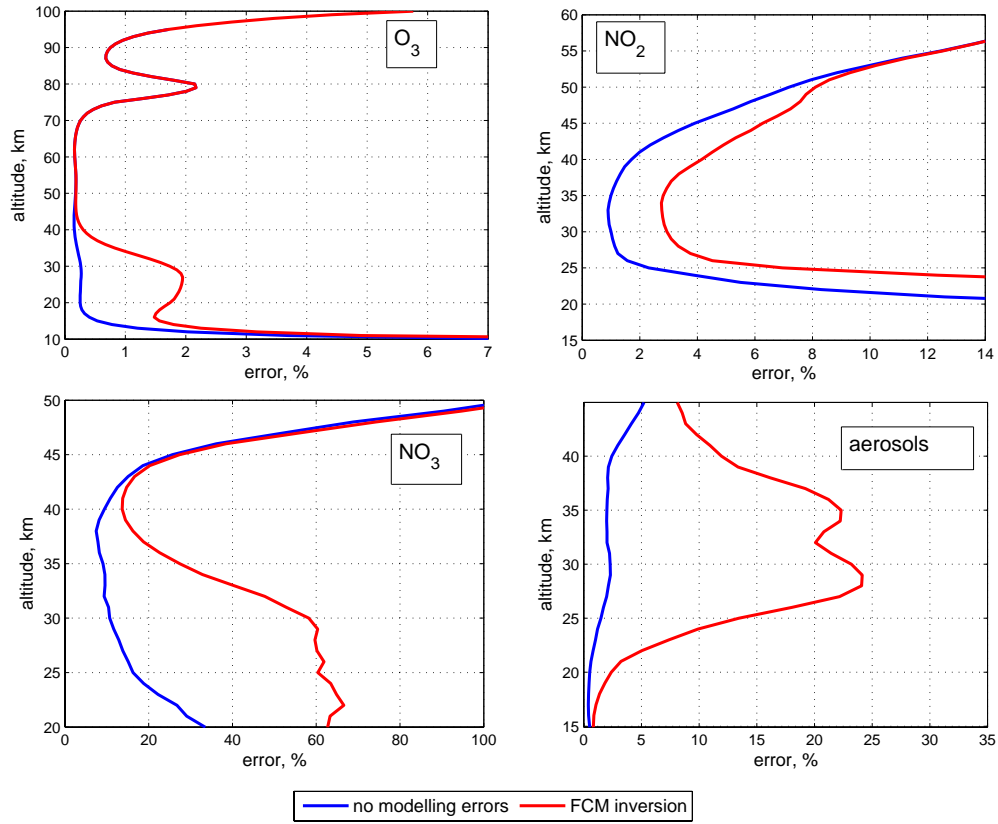 100
90
80
70
60
50
40
30
20
10
0 1 2 3 4 5 6 7
altitude, km
error, %
O3
60
55
50
45
40
35
30
25
20
15
0 2 4 6 8 10 12 14
altitude, km
error, %
NO2
50
45
40
35
30
25
20
0 20 40 60 80 100
altitude, km
error, %
NO3
40
35
30
25
20
15
0 5 10 15 20 25 30 35
altitude, km
error, %
aerosols
no modelling errors FCM inversion